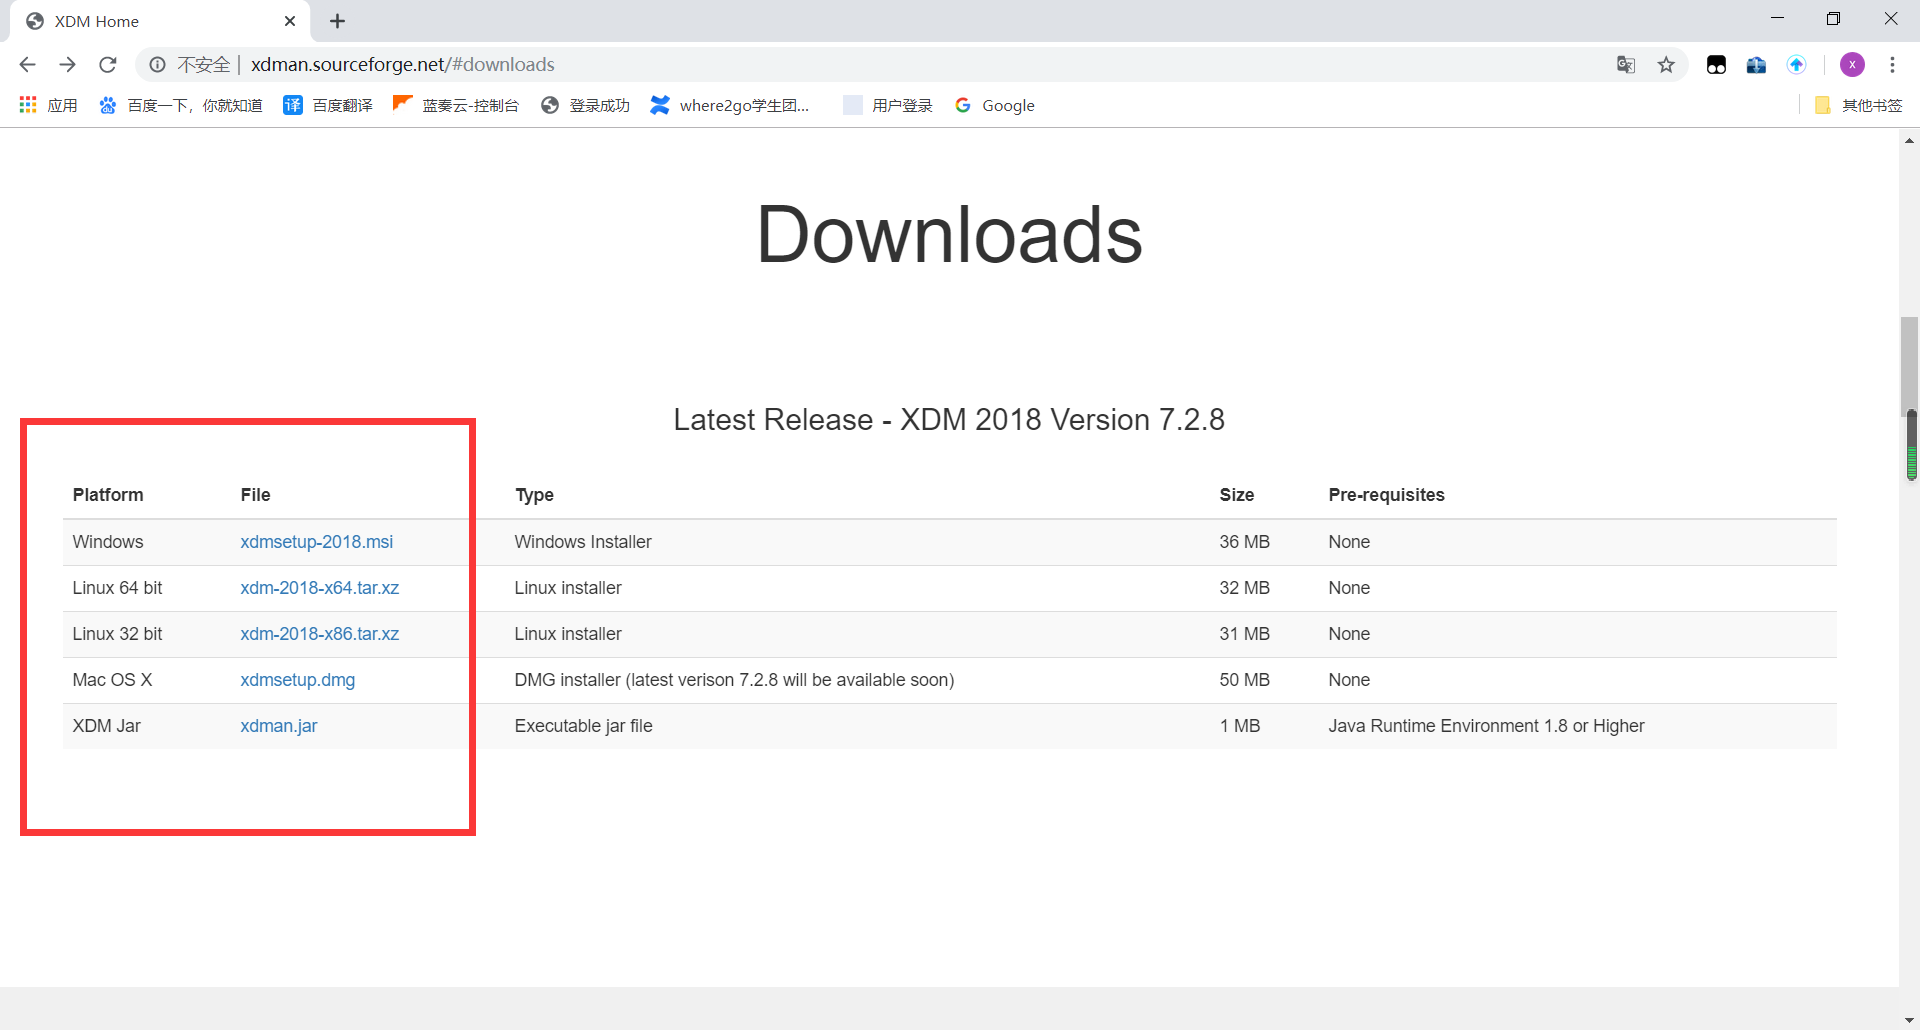 XDM Home
不安全 | xdman.sourceforge.net/#downloads
x
应用 百度一下，你就知道 译 百度翻译 蓝奏云-控制台 登录成功 where2go学生团... 用户登录 Google 其他书签
Downloads
Latest Release - XDM 2018 Version 7.2.8
Platform File Type Size Pre-requisites
Windows xdmsetup-2018.msi Windows Installer 36 MB None
Linux 64 bit xdm-2018-x64.tar.xz Linux installer 32 MB None
Linux 32 bit xdm-2018-x86.tar.xz Linux installer 31 MB None
Mac OS X xdmsetup.dmg DMG installer (latest verison 7.2.8 will be available soon) 50 MB None
XDM Jar xdman.jar Executable jar file 1 MB Java Runtime Environment 1.8 or Higher